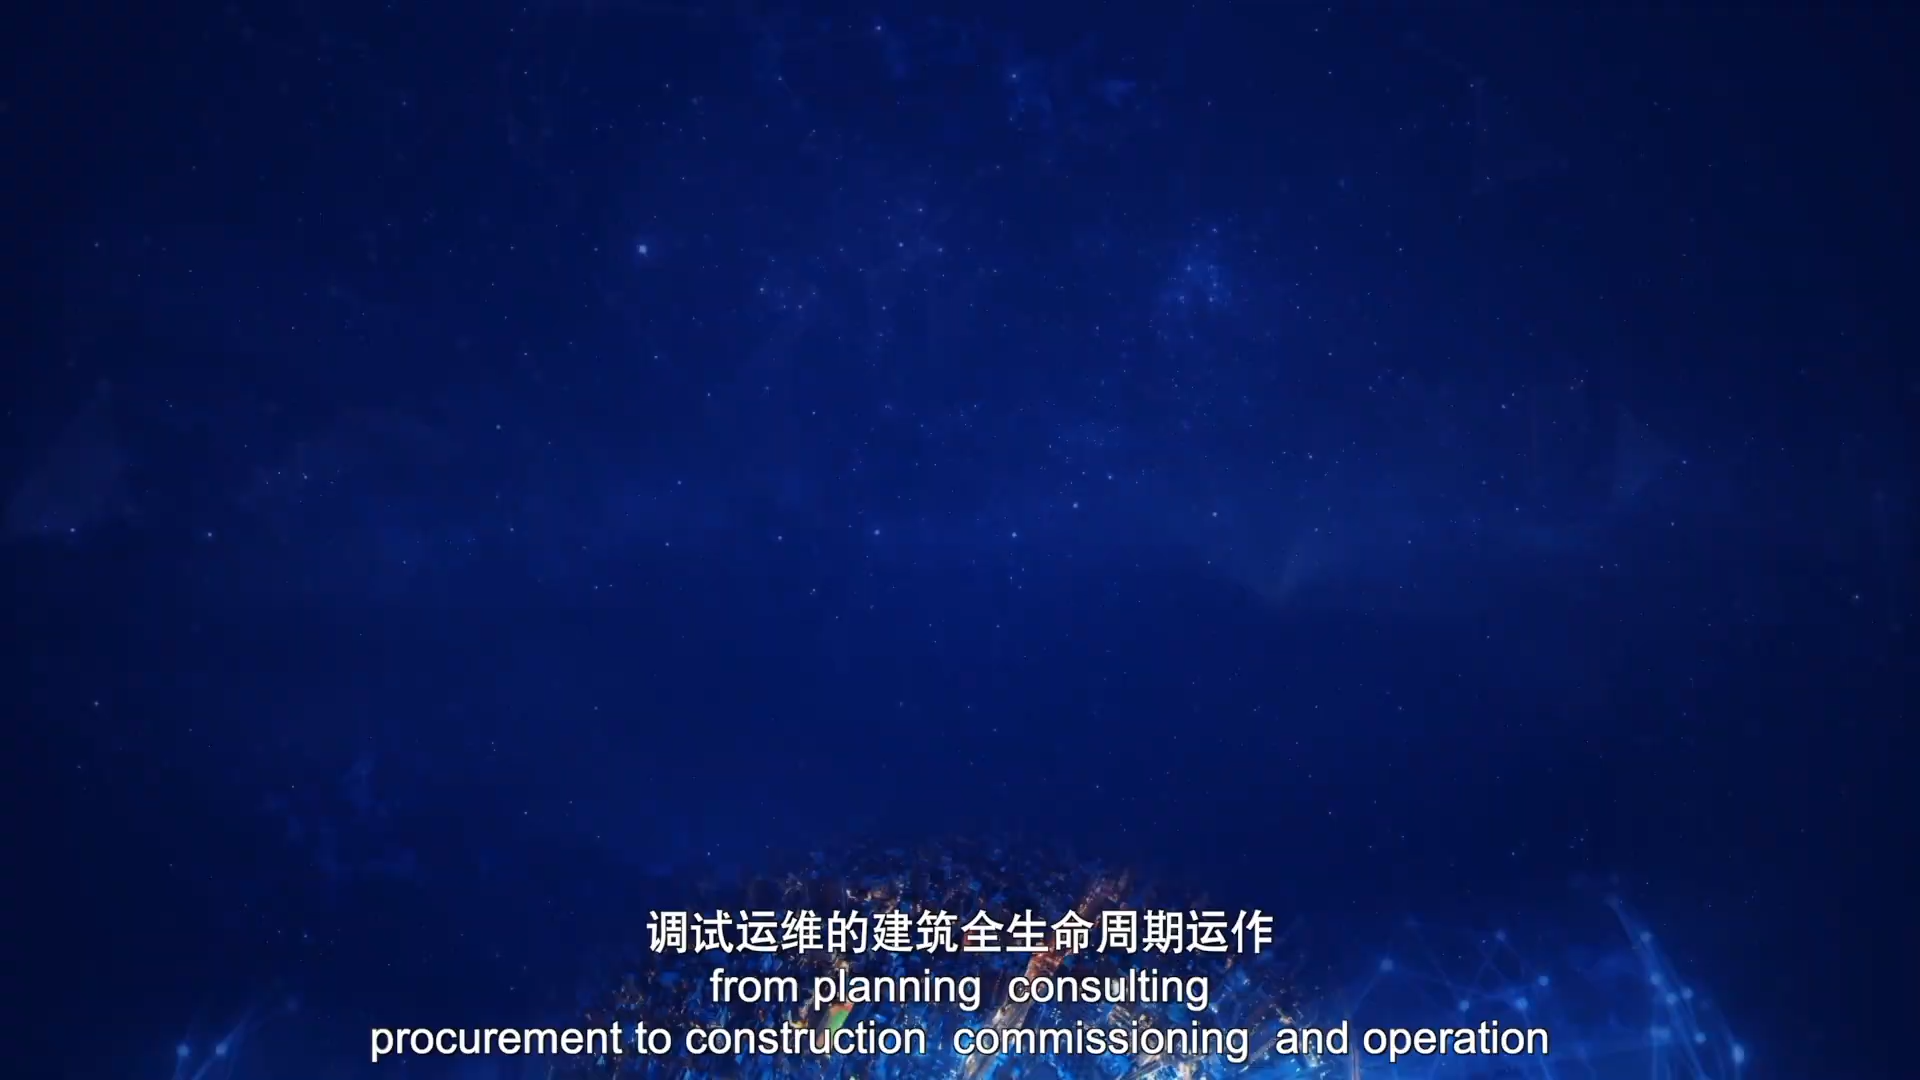 调试运维的建筑全生命周期运作
from planning  consulting
procurement to construction  commissioning  and operation